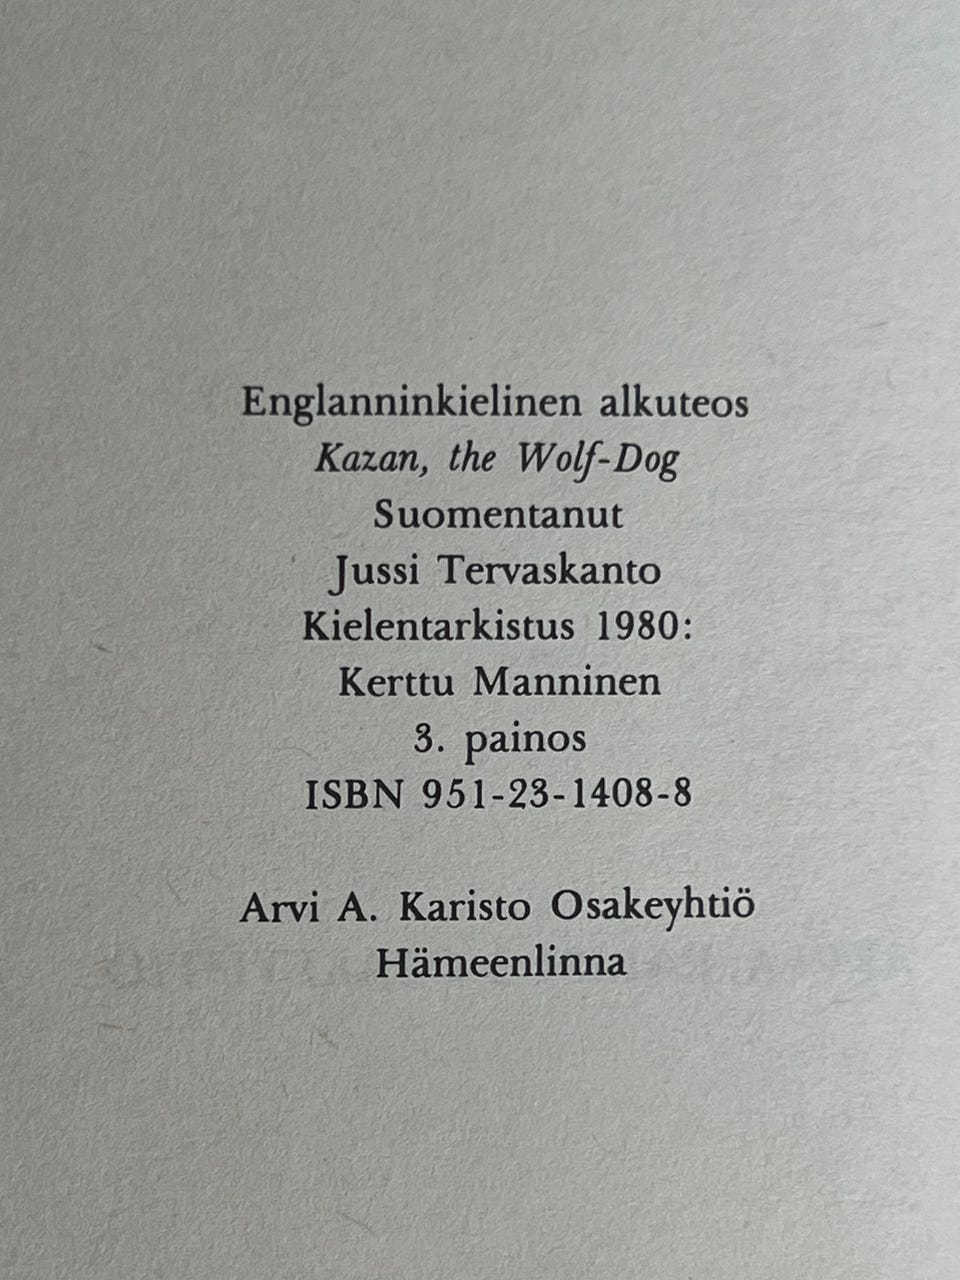 Englanninkielinen alkuteos
Kazan, the Wolf-Dog
Suomentanut
Jussi Tervaskanto
Kielentarkistus 1980:
Kerttu Manninen
3. painos
ISBN 951-23-1408-8
Arvi A. Karisto Osakeyhtiö
Hämeenlinna